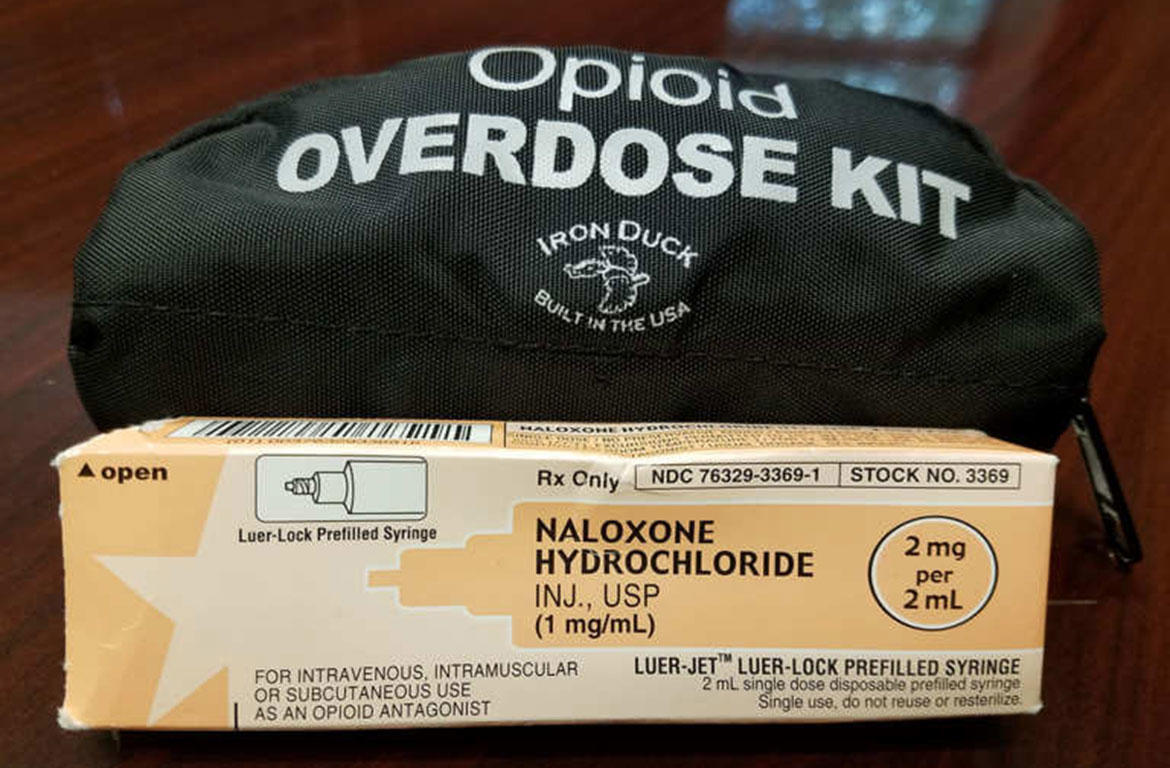 Opioid
OVERDOSE KIT
IRON DUCK
BUILT IN THE USA
NALOXONE
▲ open
Rx Only
NDC 76329-3369-1
STOCK NO. 3369
Luer-Lock Prefilled Syringe
NALOXONE
HYDROCHLORIDE
INJ., USP
(1 mg/mL)
2 mg
per
2 mL
FOR INTRAVENOUS, INTRAMUSCULAR
OR SUBCUTANEOUS USE
AS AN OPIOID ANTAGONIST
LUER-JET™ LUER-LOCK PREFILLED SYRINGE
2 mL single dose disposable prefilled syringe
Single use, do not reuse or resterilize.